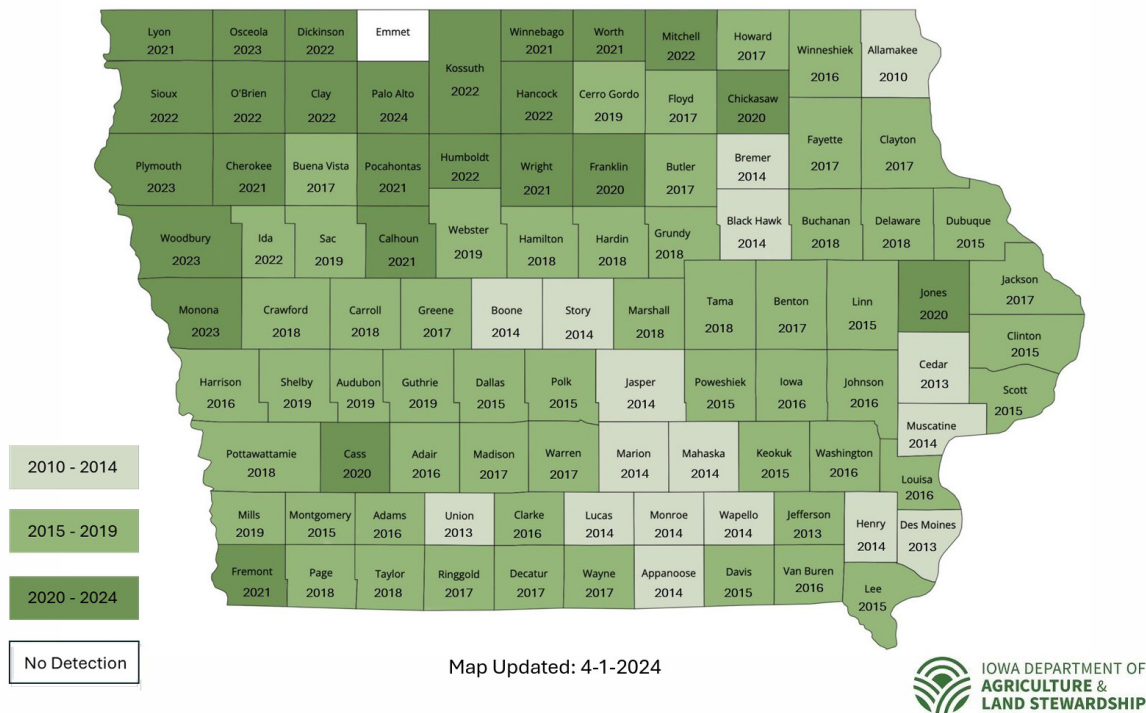 Lyon
2021
Osceola
2023
Dickinson
2022
Emmet
Kossuth
2022
Winnebago
2021
Worth
2021
Mitchell
2022
Howard
2017
Winneshiek
2016
Allamakee
2010
Sioux
2022
O'Brien
2022
Clay
2022
Palo Alto
2024
Hancock
2022
Cerro Gordo
2019
Floyd
2017
Chickasaw
2020
Plymouth
2023
Cherokee
2021
Buena Vista
2017
Pocahontas
2021
Humboldt
2022
Wright
2021
Franklin
2020
Butler
2017
Bremer
2014
Fayette
2017
Clayton
2017
Woodbury
2023
Ida
2022
Sac
2019
Calhoun
2021
Webster
2019
Hamilton
2018
Hardin
2018
Grundy
2018
Black Hawk
2014
Buchanan
2018
Delaware
2018
Dubuque
2015
Monona
2023
Crawford
2018
Carroll
2018
Greene
2017
Boone
2014
Story
2014
Marshall
2018
Tama
2018
Benton
2017
Linn
2015
Jones
2020
Jackson
2017
Clinton
2015
Harrison
2016
Shelby
2019
Audubon
2019
Guthrie
2019
Dallas
2015
Polk
2015
Jasper
2014
Poweshiek
2015
Iowa
2016
Johnson
2016
Cedar
2013
Scott
2015
Muscatine
2014
Pottawattamie
2018
Cass
2020
Adair
2016
Madison
2017
Warren
2017
Marion
2014
Mahaska
2014
Keokuk
2015
Washington
2016
Louisa
2016
Mills
2019
Montgomery
2015
Adams
2016
Union
2013
Clarke
2016
Lucas
2014
Monroe
2014
Wapello
2014
Jefferson
2013
Henry
2014
Des Moines
2013
Fremont
2021
Page
2018
Taylor
2018
Ringgold
2017
Decatur
2017
Wayne
2017
Appanoose
2014
Davis
2015
Van Buren
2016
Lee
2015
2010 - 2014
2015 - 2019
2020 - 2024
No Detection
Map Updated: 4-1-2024
IOWA DEPARTMENT OF
AGRICULTURE &
LAND STEWARDSHIP